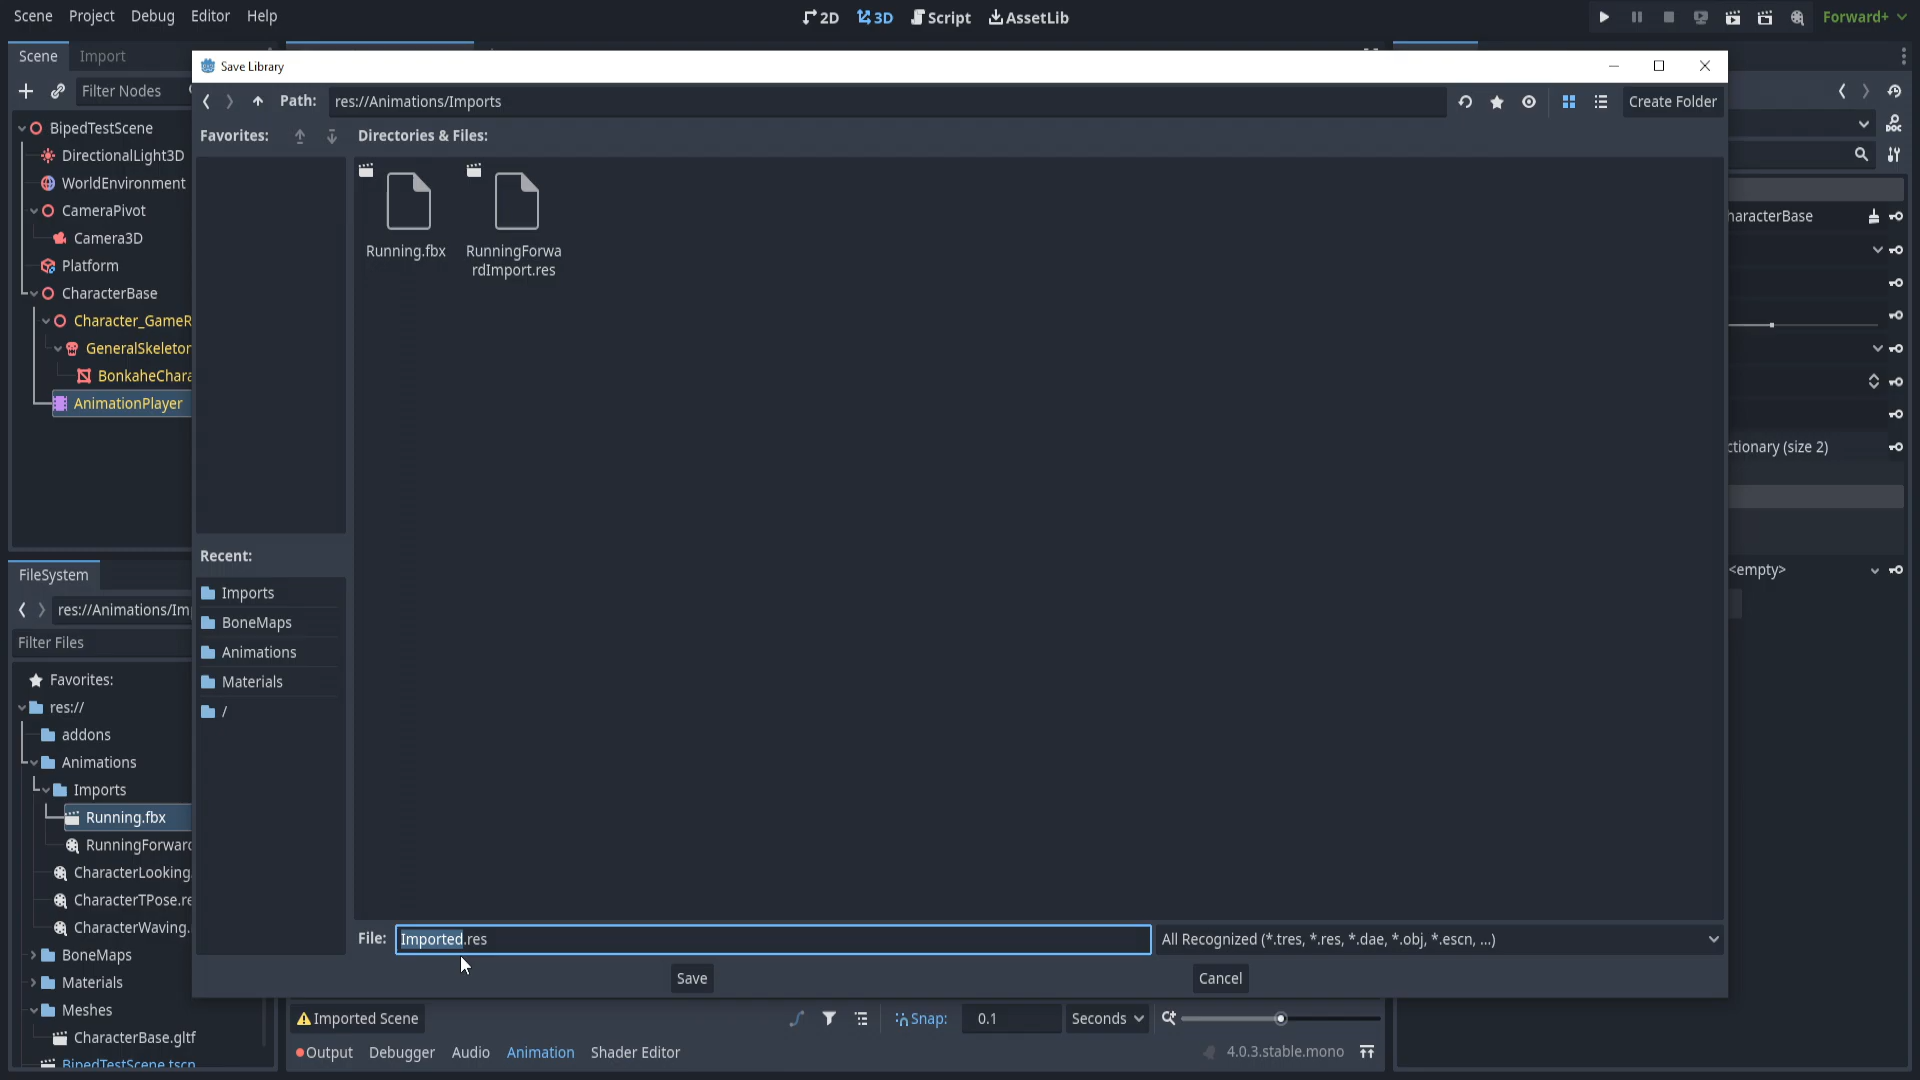 Scene Project Debug Editor Help
2D 3D Script AssetLib
Forward+
Scene Import
Filter Nodes
BipedTestScene
DirectionalLight3D
WorldEnvironment
CameraPivot
Camera3D
Platform
CharacterBase
Character_GameR
GeneralSkeleton
BonkaheChara
AnimationPlayer
Save Library
Path: res://Animations/Imports
Create Folder
Favorites:
Directories & Files:
Running.fbx
RunningForwa
rdImport.res
Recent:
Imports
BoneMaps
Animations
Materials
/
File: Imported.res
All Recognized (*.tres, *.res, *.dae, *.obj, *.escn, ...)
Save Cancel
haracterBase
ctionary (size 2)
<empty>
DOC
FileSystem
res://Animations/Im
Filter Files
Favorites:
res://
addons
Animations
Imports
Running.fbx
RunningForward
CharacterLooking
CharacterTPose.re
CharacterWaving.
BoneMaps
Materials
Meshes
CharacterBase.gltf
BipedTestScene.tscn
Imported Scene
Snap: 0.1 Seconds
Output Debugger Audio Animation Shader Editor
4.0.3.stable.mono